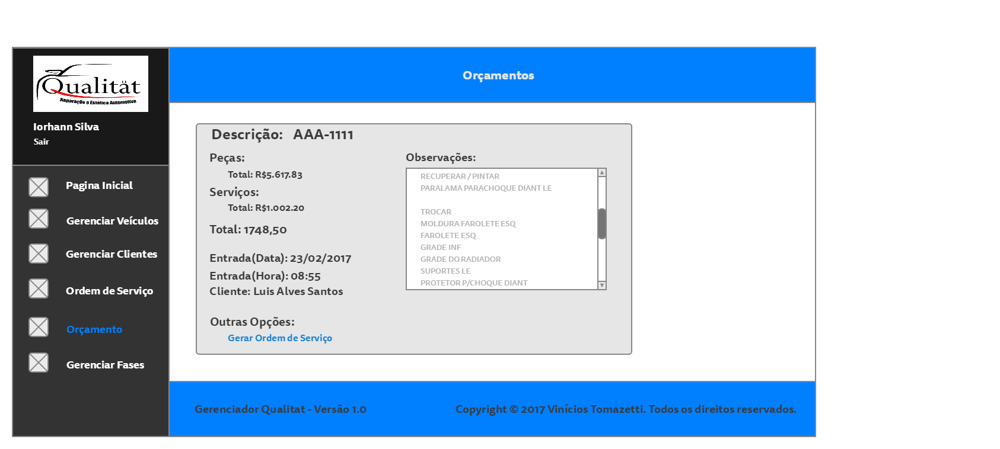 Qualität
Reparação e Estética Automotiva
Iorhann Silva
Sair
Pagina Inicial
Gerenciar Veículos
Gerenciar Clientes
Ordem de Serviço
Orçamento
Gerenciar Fases
Orçamentos
Descrição: AAA-1111
Peças:
Total: R$5.617.83
Serviços:
Total: R$1.002.20
Total: 1748,50
Entrada(Data): 23/02/2017
Entrada(Hora): 08:55
Cliente: Luis Alves Santos
Outras Opções:
Gerar Ordem de Serviço
Observações:
RECUPERAR / PINTAR
PARALAMA PARACHOQUE DIANT LE
TROCAR
MOLDURA FAROLETE ESQ
FAROLETE ESQ
GRADE INF
GRADE DO RADIADOR
SUPORTES LE
PROTETOR P/CHOQUE DIANT
Gerenciador Qualitat - Versão 1.0
Copyright © 2017 Vinícios Tomazetti. Todos os direitos reservados.